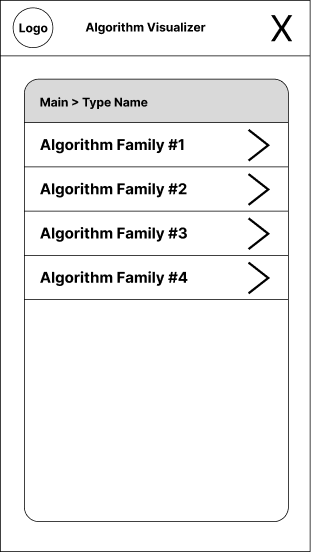 Logo
Algorithm Visualizer
X
Main > Type Name
Algorithm Family #1
Algorithm Family #2
Algorithm Family #3
Algorithm Family #4